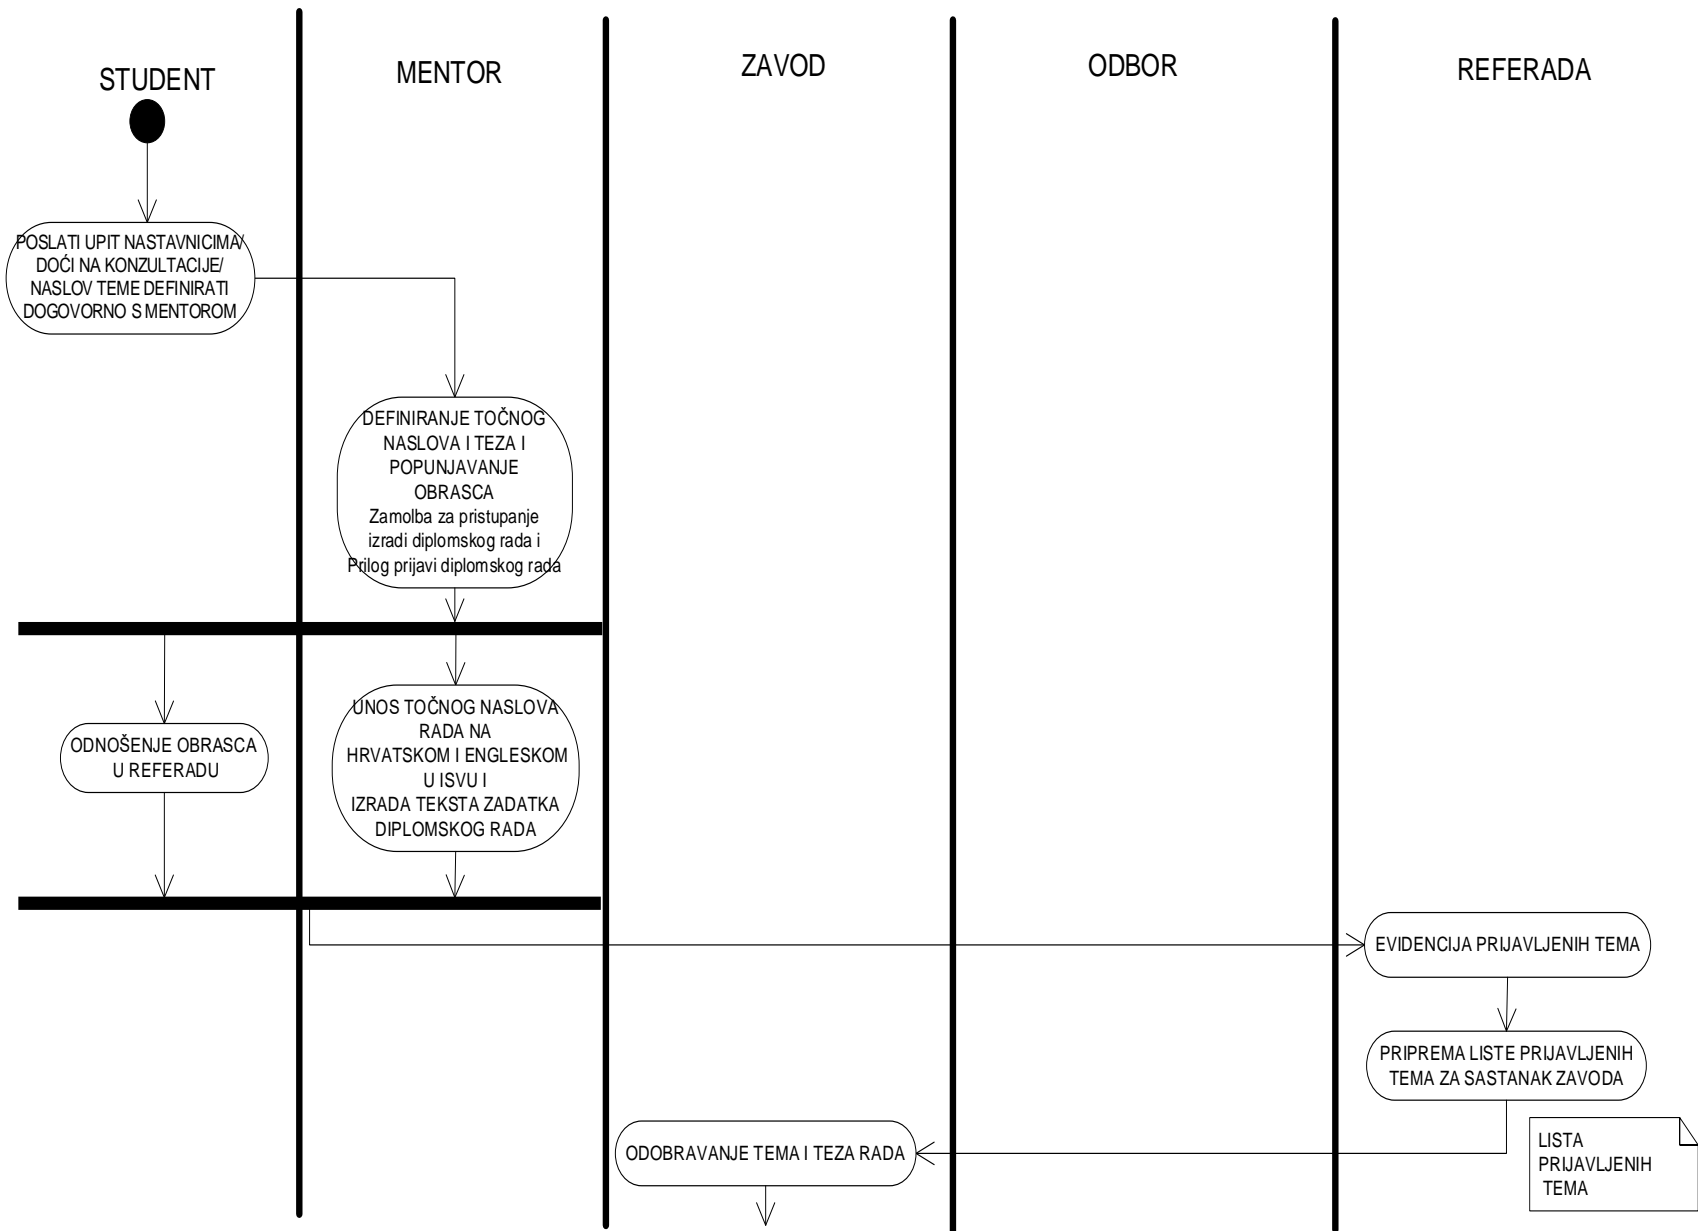 STUDENT
MENTOR
ZAVOD
ODBOR
REFERADA
POSLATI UPIT NASTAVNICIMA/
DOĆI NA KONZULTACIJE/
NASLOV TEME DEFINIRATI
DOGOVORNO S MENTOROM
DEFINIRANJE TOČNOG
NASLOVA I TEZA I
POPUNJAVANJE
OBRASCA
Zamolba za pristupanje
izradi diplomskog rada i
Prilog prijavi diplomskog rada
ODNOŠENJE OBRASCA
U REFERADU
UNOS TOČNOG NASLOVA
RADA NA
HRVATSKOM I ENGLESKOM
U ISVU I
IZRADA TEKSTA ZADATKA
DIPLOMSKOG RADA
EVIDENCIJA PRIJAVLJENIH TEMA
PRIPREMA LISTE PRIJAVLJENIH
TEMA ZA SASTANAK ZAVODA
ODOBRAVANJE TEMA I TEZA RADA
LISTA
PRIJAVLJENIH
TEMA